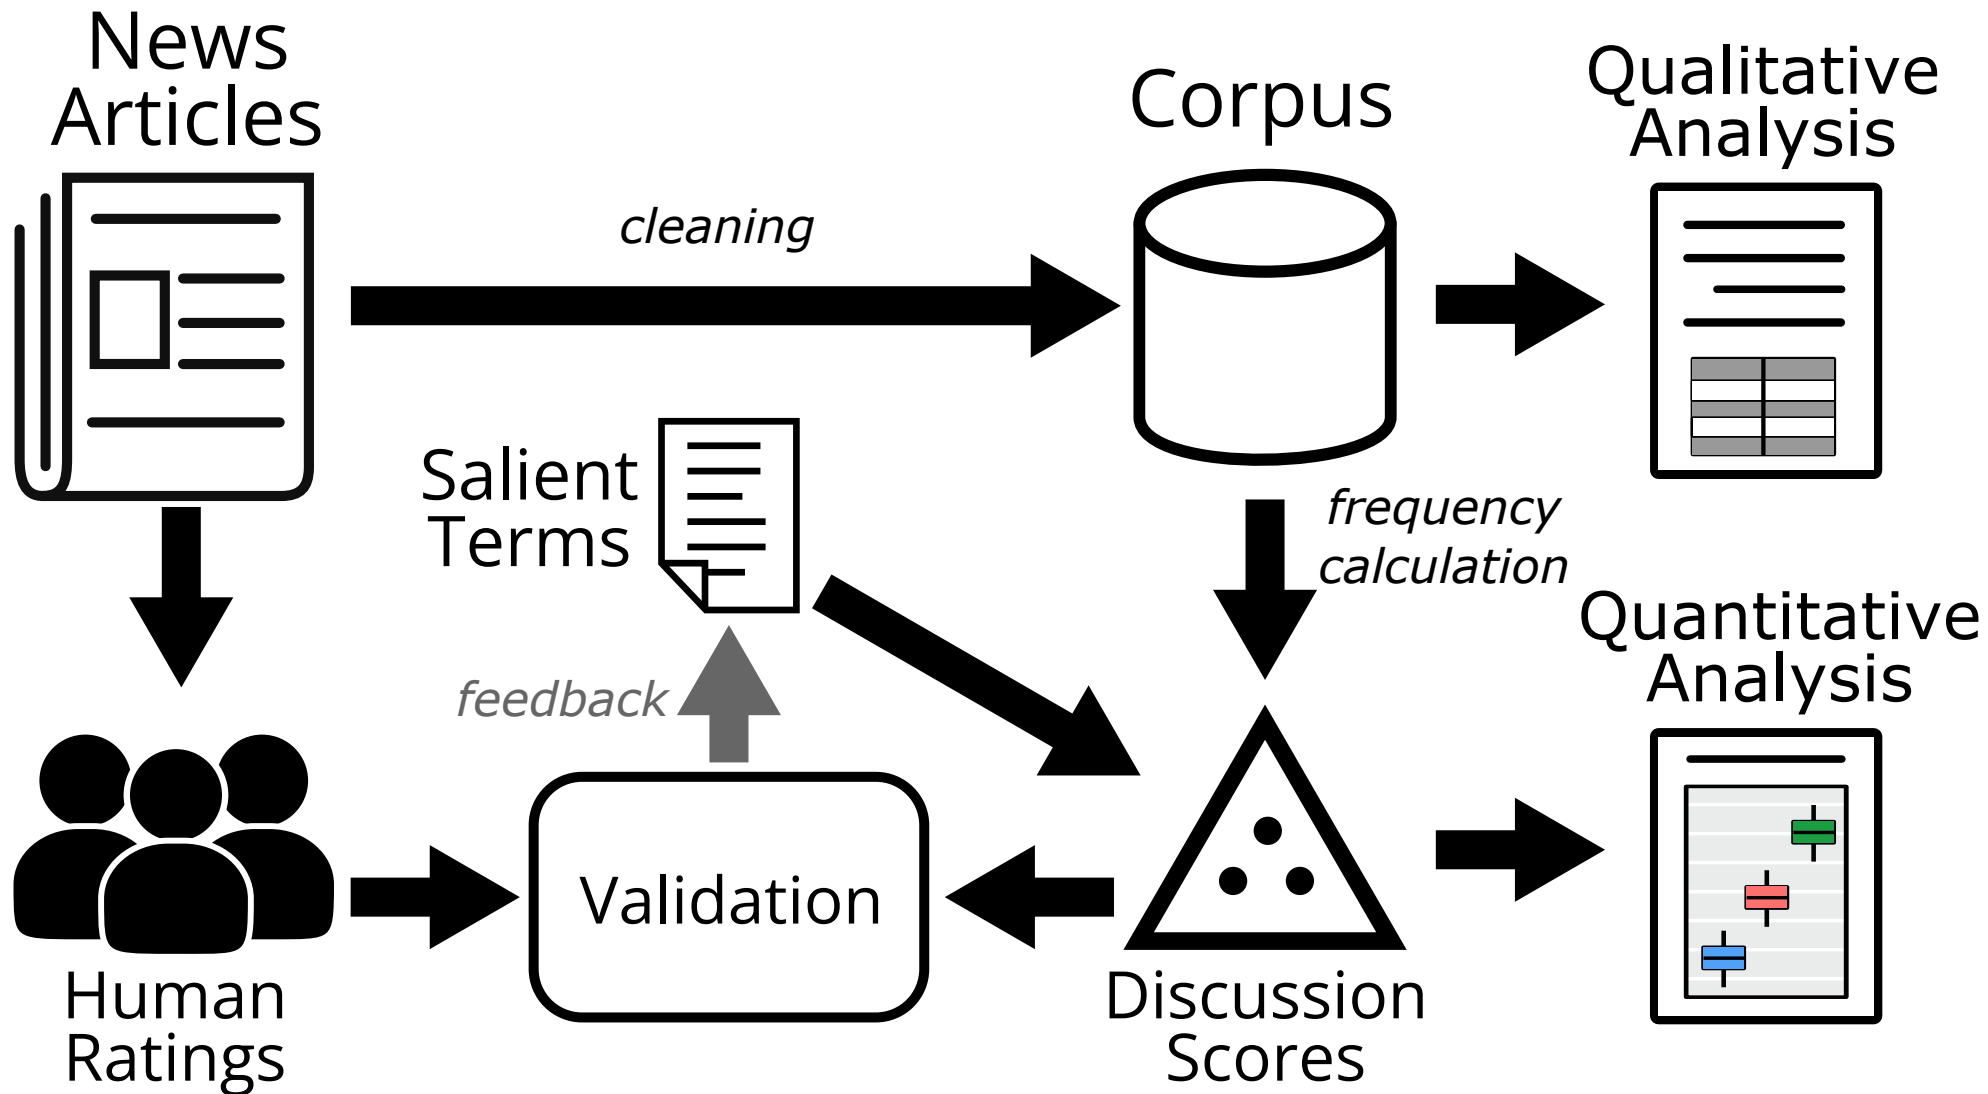 News
Articles
Corpus
Qualitative
Analysis
cleaning
Salient
Terms
frequency
calculation
Quantitative
Analysis
feedback
Validation
Human
Ratings
Discussion
Scores